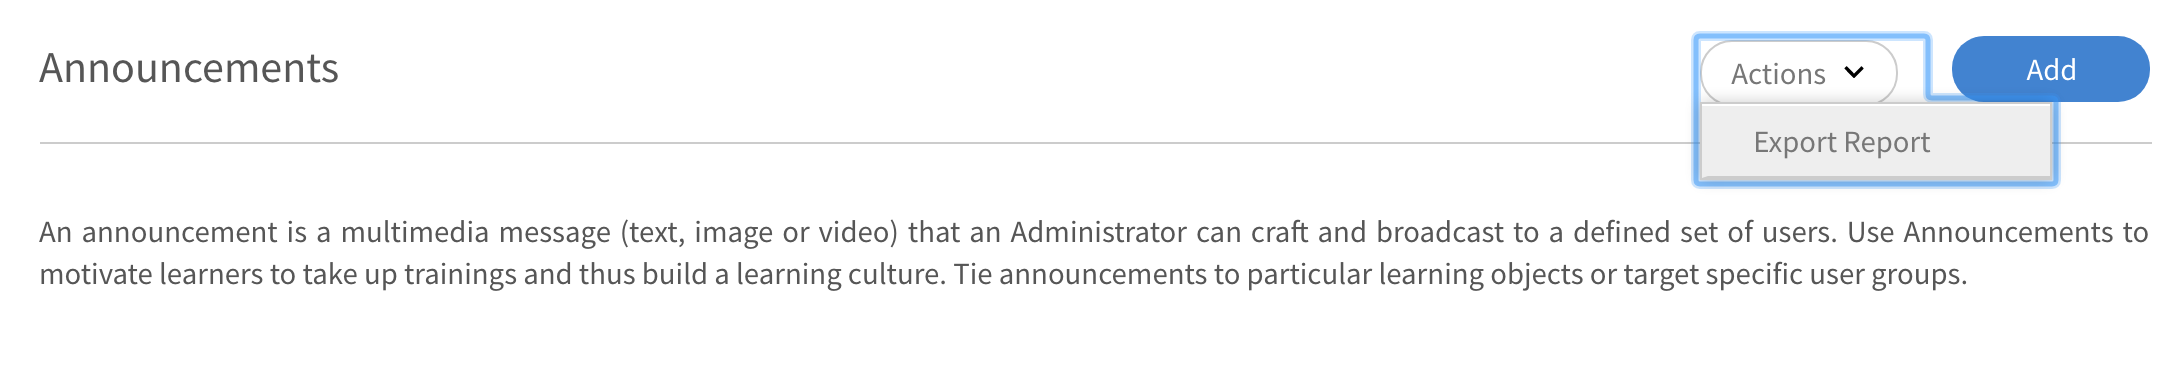 Announcements
Actions
Add
Export Report
An announcement is a multimedia message (text, image or video) that an Administrator can craft and broadcast to a defined set of users. Use Announcements to
motivate learners to take up trainings and thus build a learning culture. Tie announcements to particular learning objects or target specific user groups.